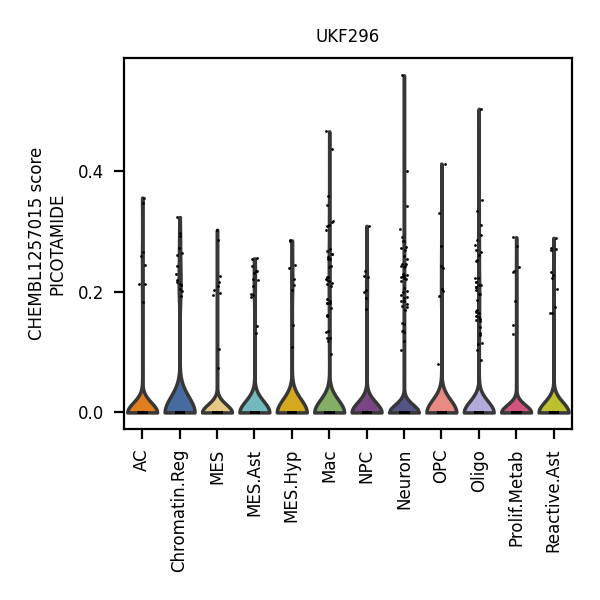 UKF296
CHEMBL1257015 score
PICOTAMIDE
0.4
0.2
0.0
AC
Chromatin.Reg
MES
MES.Ast
MES.Hyp
Mac
NPC
Neuron
OPC
Oligo
Prolif.Metab
Reactive.Ast